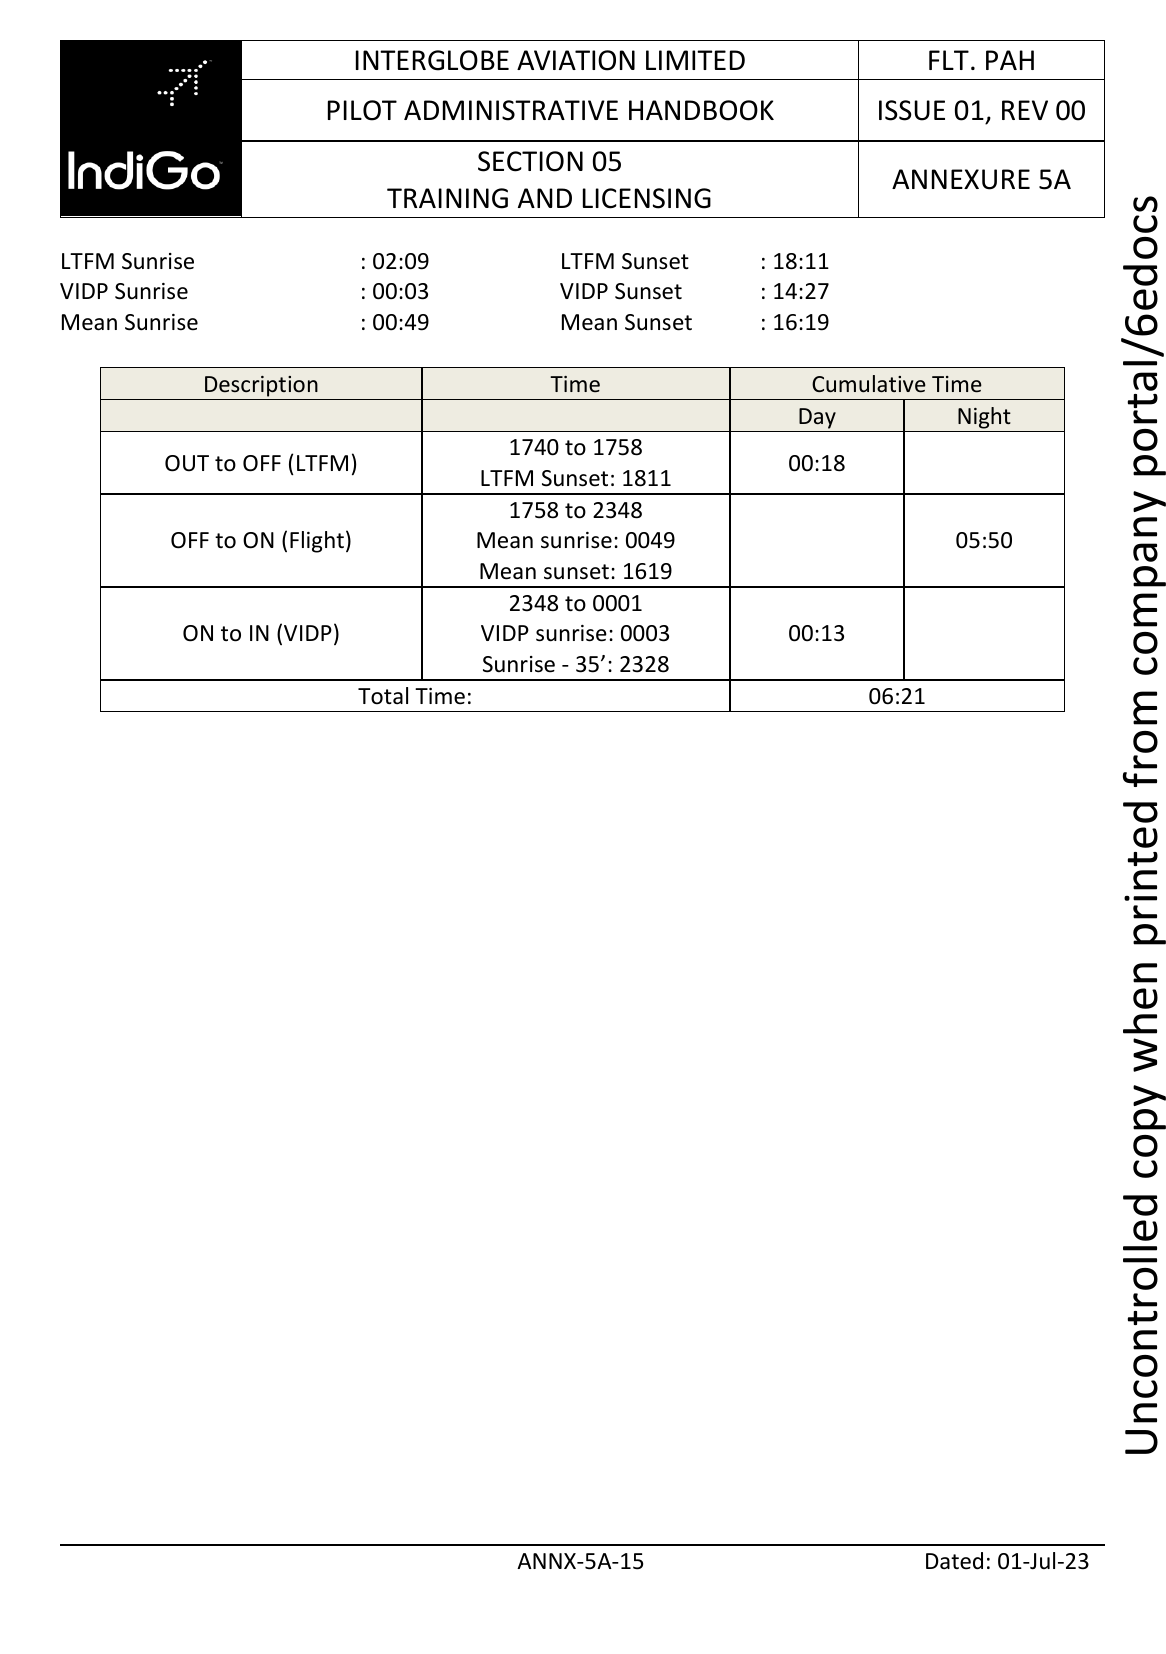 INTERGLOBE AVIATION LIMITED
FLT. PAH
PILOT ADMINISTRATIVE HANDBOOK
ISSUE 01, REV 00
IndiGo
SECTION 05
TRAINING AND LICENSING
ANNEXURE 5A
LTFM Sunrise : 02:09 LTFM Sunset : 18:11
VIDP Sunrise : 00:03 VIDP Sunset : 14:27
Mean Sunrise : 00:49 Mean Sunset : 16:19
Description Time Cumulative Time
Day Night
OUT to OFF (LTFM)
1740 to 1758
LTFM Sunset: 1811
00:18
OFF to ON (Flight)
1758 to 2348
Mean sunrise: 0049
Mean sunset: 1619
05:50
ON to IN (VIDP)
2348 to 0001
VIDP sunrise: 0003
Sunrise - 35’: 2328
00:13
Total Time: 06:21
Uncontrolled copy when printed from company portal/6edocs
ANNX-5A-15 Dated: 01-Jul-23